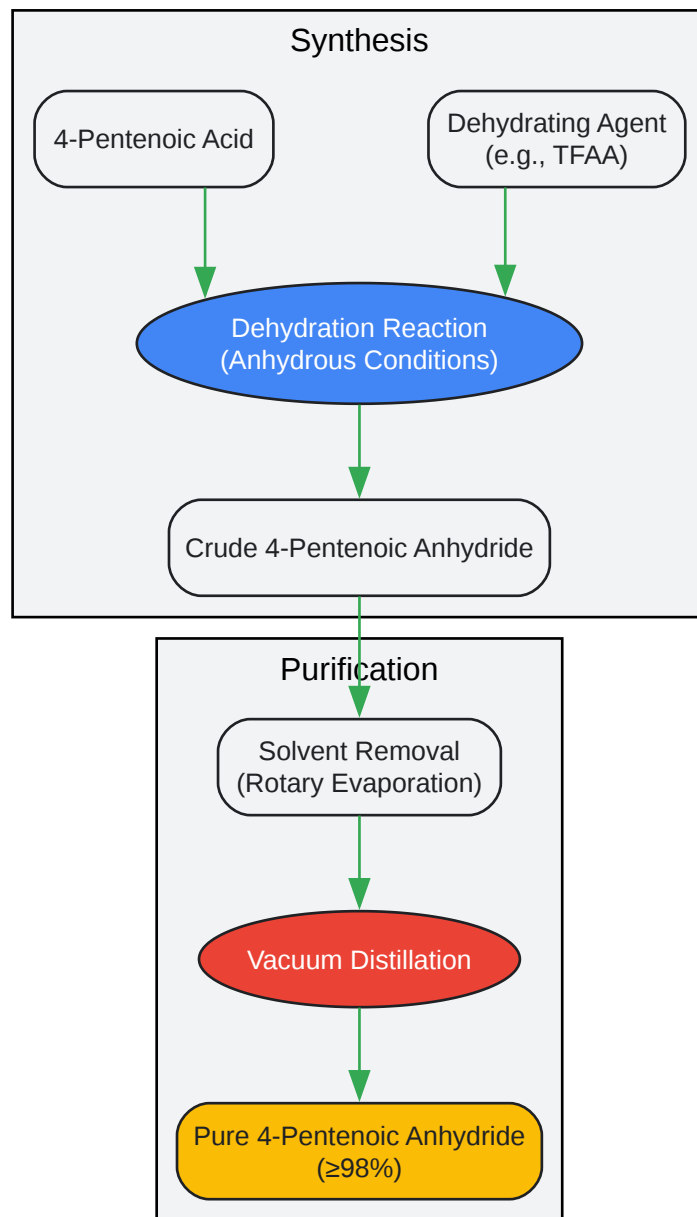 Synthesis
4-Pentenoic Acid
Dehydrating Agent
(e.g., TFAA)
Dehydration Reaction
(Anhydrous Conditions)
Crude 4-Pentenoic Anhydride
Purification
Solvent Removal
(Rotary Evaporation)
Vacuum Distillation
Pure 4-Pentenoic Anhydride
(≥98%)